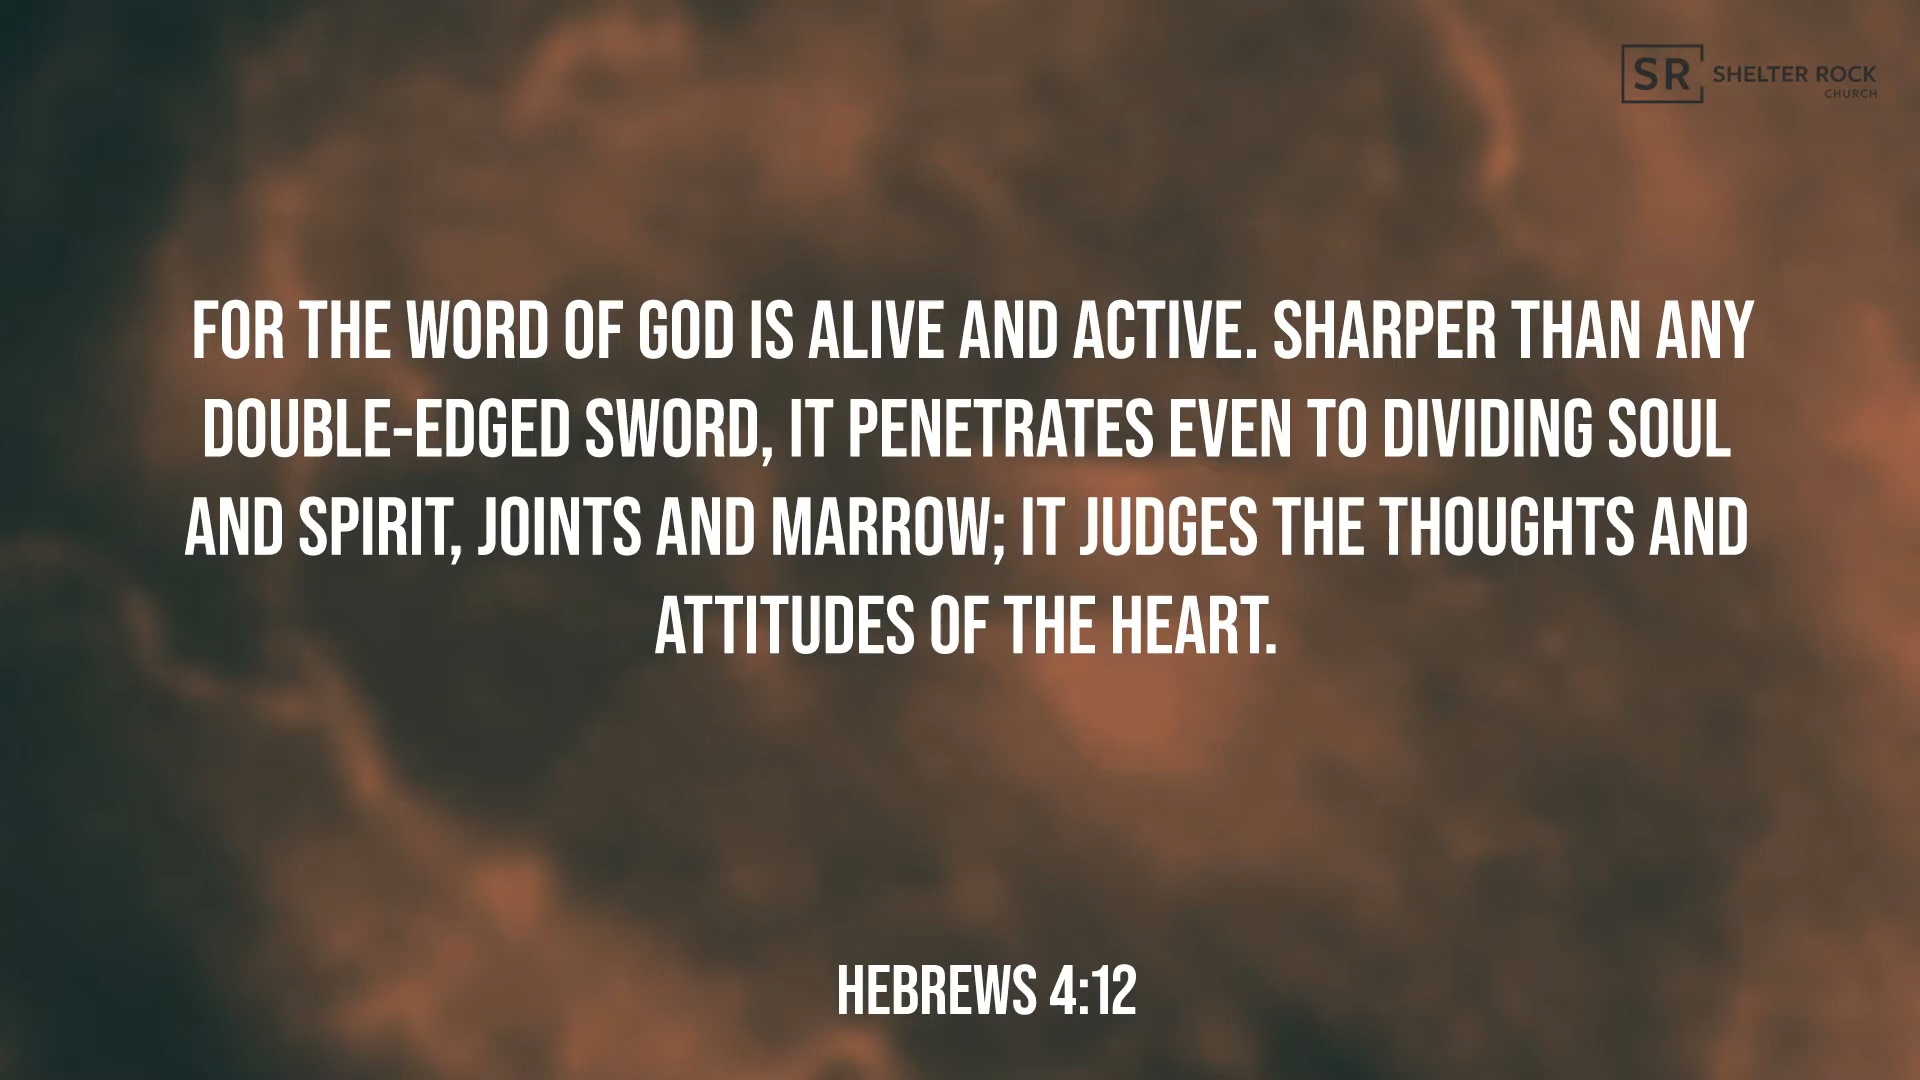 SR SHELTER ROCK
CHURCH
FOR THE WORD OF GOD IS ALIVE AND ACTIVE. SHARPER THAN ANY
DOUBLE-EDGED SWORD, IT PENETRATES EVEN TO DIVIDING SOUL
AND SPIRIT, JOINTS AND MARROW; IT JUDGES THE THOUGHTS AND
ATTITUDES OF THE HEART.
HEBREWS 4:12